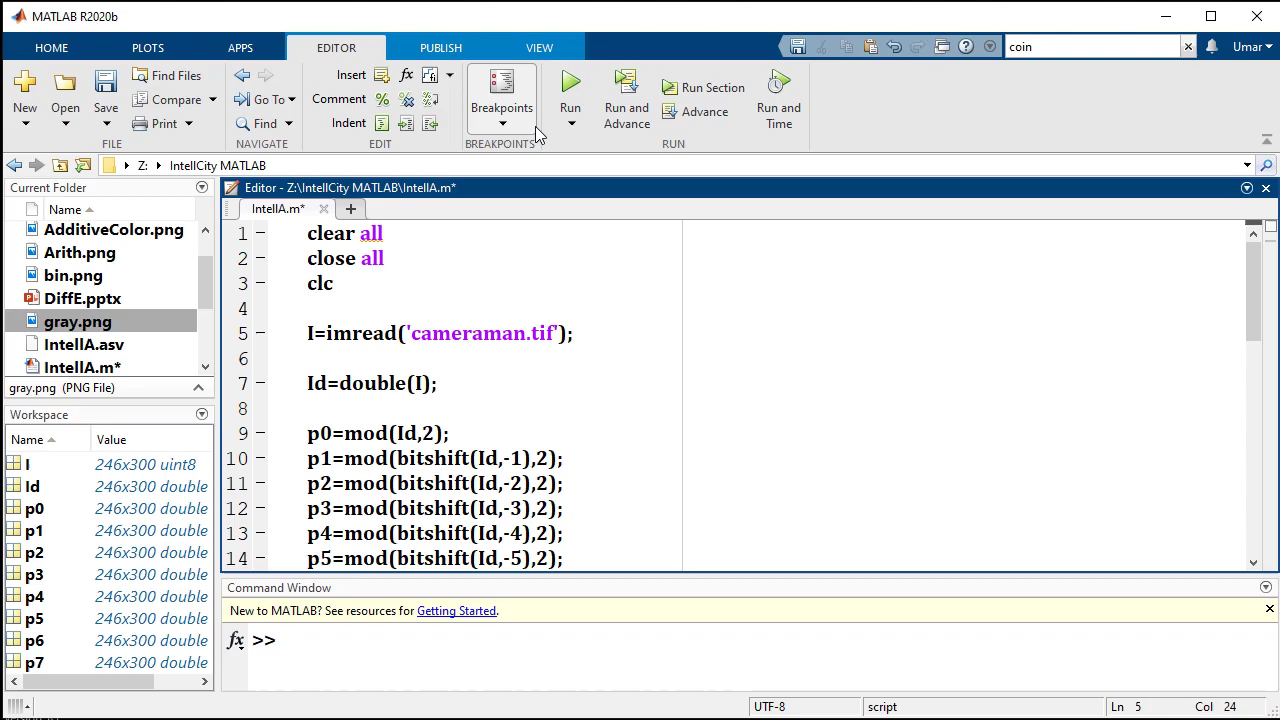 MATLAB R2020b
HOME PLOTS APPS EDITOR PUBLISH VIEW coin Umar
New Open Save Find Files Compare Print FILE
Go To Find NAVIGATE
Insert fx Comment Indent EDIT
Breakpoints BREAKPOINTS
Run Run and Advance Run Section Advance Run and Time RUN
Z: IntellCity MATLAB
Current Folder
Name
AdditiveColor.png
Arith.png
bin.png
DiffE.pptx
gray.png
IntellA.asv
IntellA.m*
gray.png (PNG File)
Workspace
Name Value
I 246x300 uint8
Id 246x300 double
p0 246x300 double
p1 246x300 double
p2 246x300 double
p3 246x300 double
p4 246x300 double
p5 246x300 double
p6 246x300 double
p7 246x300 double
Editor - Z:\IntellCity MATLAB\IntellA.m*
IntellA.m*
1 clear all
2 close all
3 clc
4
5 I=imread('cameraman.tif');
6
7 Id=double(I);
8
9 p0=mod(Id,2);
10 p1=mod(bitshift(Id,-1),2);
11 p2=mod(bitshift(Id,-2),2);
12 p3=mod(bitshift(Id,-3),2);
13 p4=mod(bitshift(Id,-4),2);
14 p5=mod(bitshift(Id,-5),2);
Command Window
New to MATLAB? See resources for Getting Started.
fx >>
UTF-8 script Ln 5 Col 24